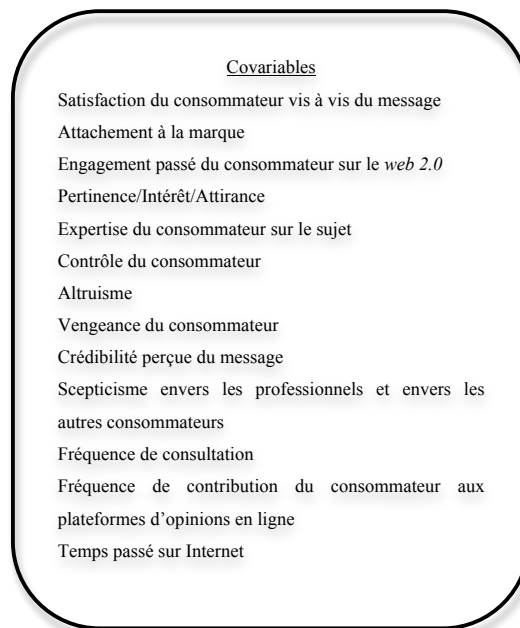 Covariables
Satisfaction du consommateur vis à vis du message
Attachement à la marque
Engagement passé du consommateur sur le web 2.0
Pertinence/Intérêt/Attirance
Expertise du consommateur sur le sujet
Contrôle du consommateur
Altruisme
Vengeance du consommateur
Crédibilité perçue du message
Scepticisme envers les professionnels et envers les
autres consommateurs
Fréquence de consultation
Fréquence de contribution du consommateur aux
plateformes d'opinions en ligne
Temps passé sur Internet